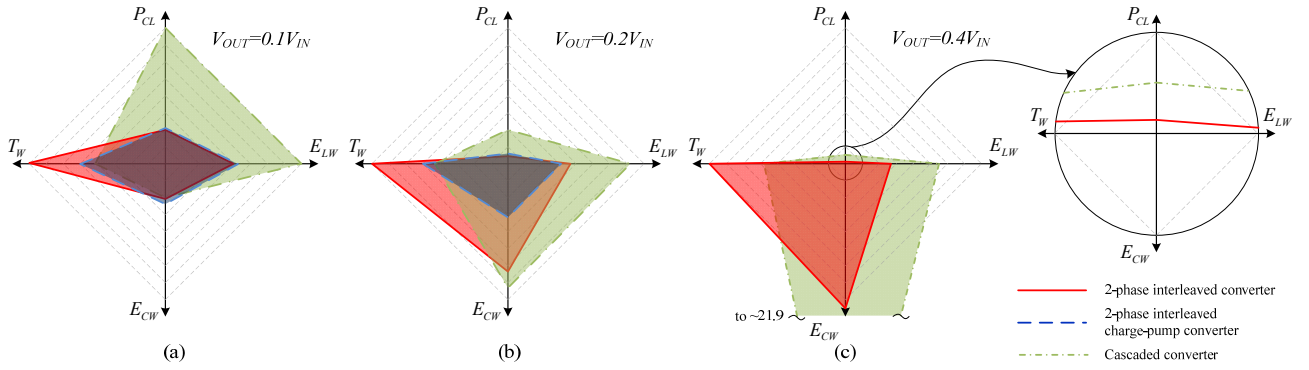 P_CL
V_OUT=0.1V_IN
T_W
E_LW
E_CW
(a)
P_CL
V_OUT=0.2V_IN
T_W
E_LW
E_CW
(b)
P_CL
V_OUT=0.4V_IN
T_W
E_LW
to ~21,9
E_CW
(c)
P_CL
T_W
E_LW
E_CW
2-phase interleaved converter
2-phase interleaved
charge-pump converter
Cascaded converter